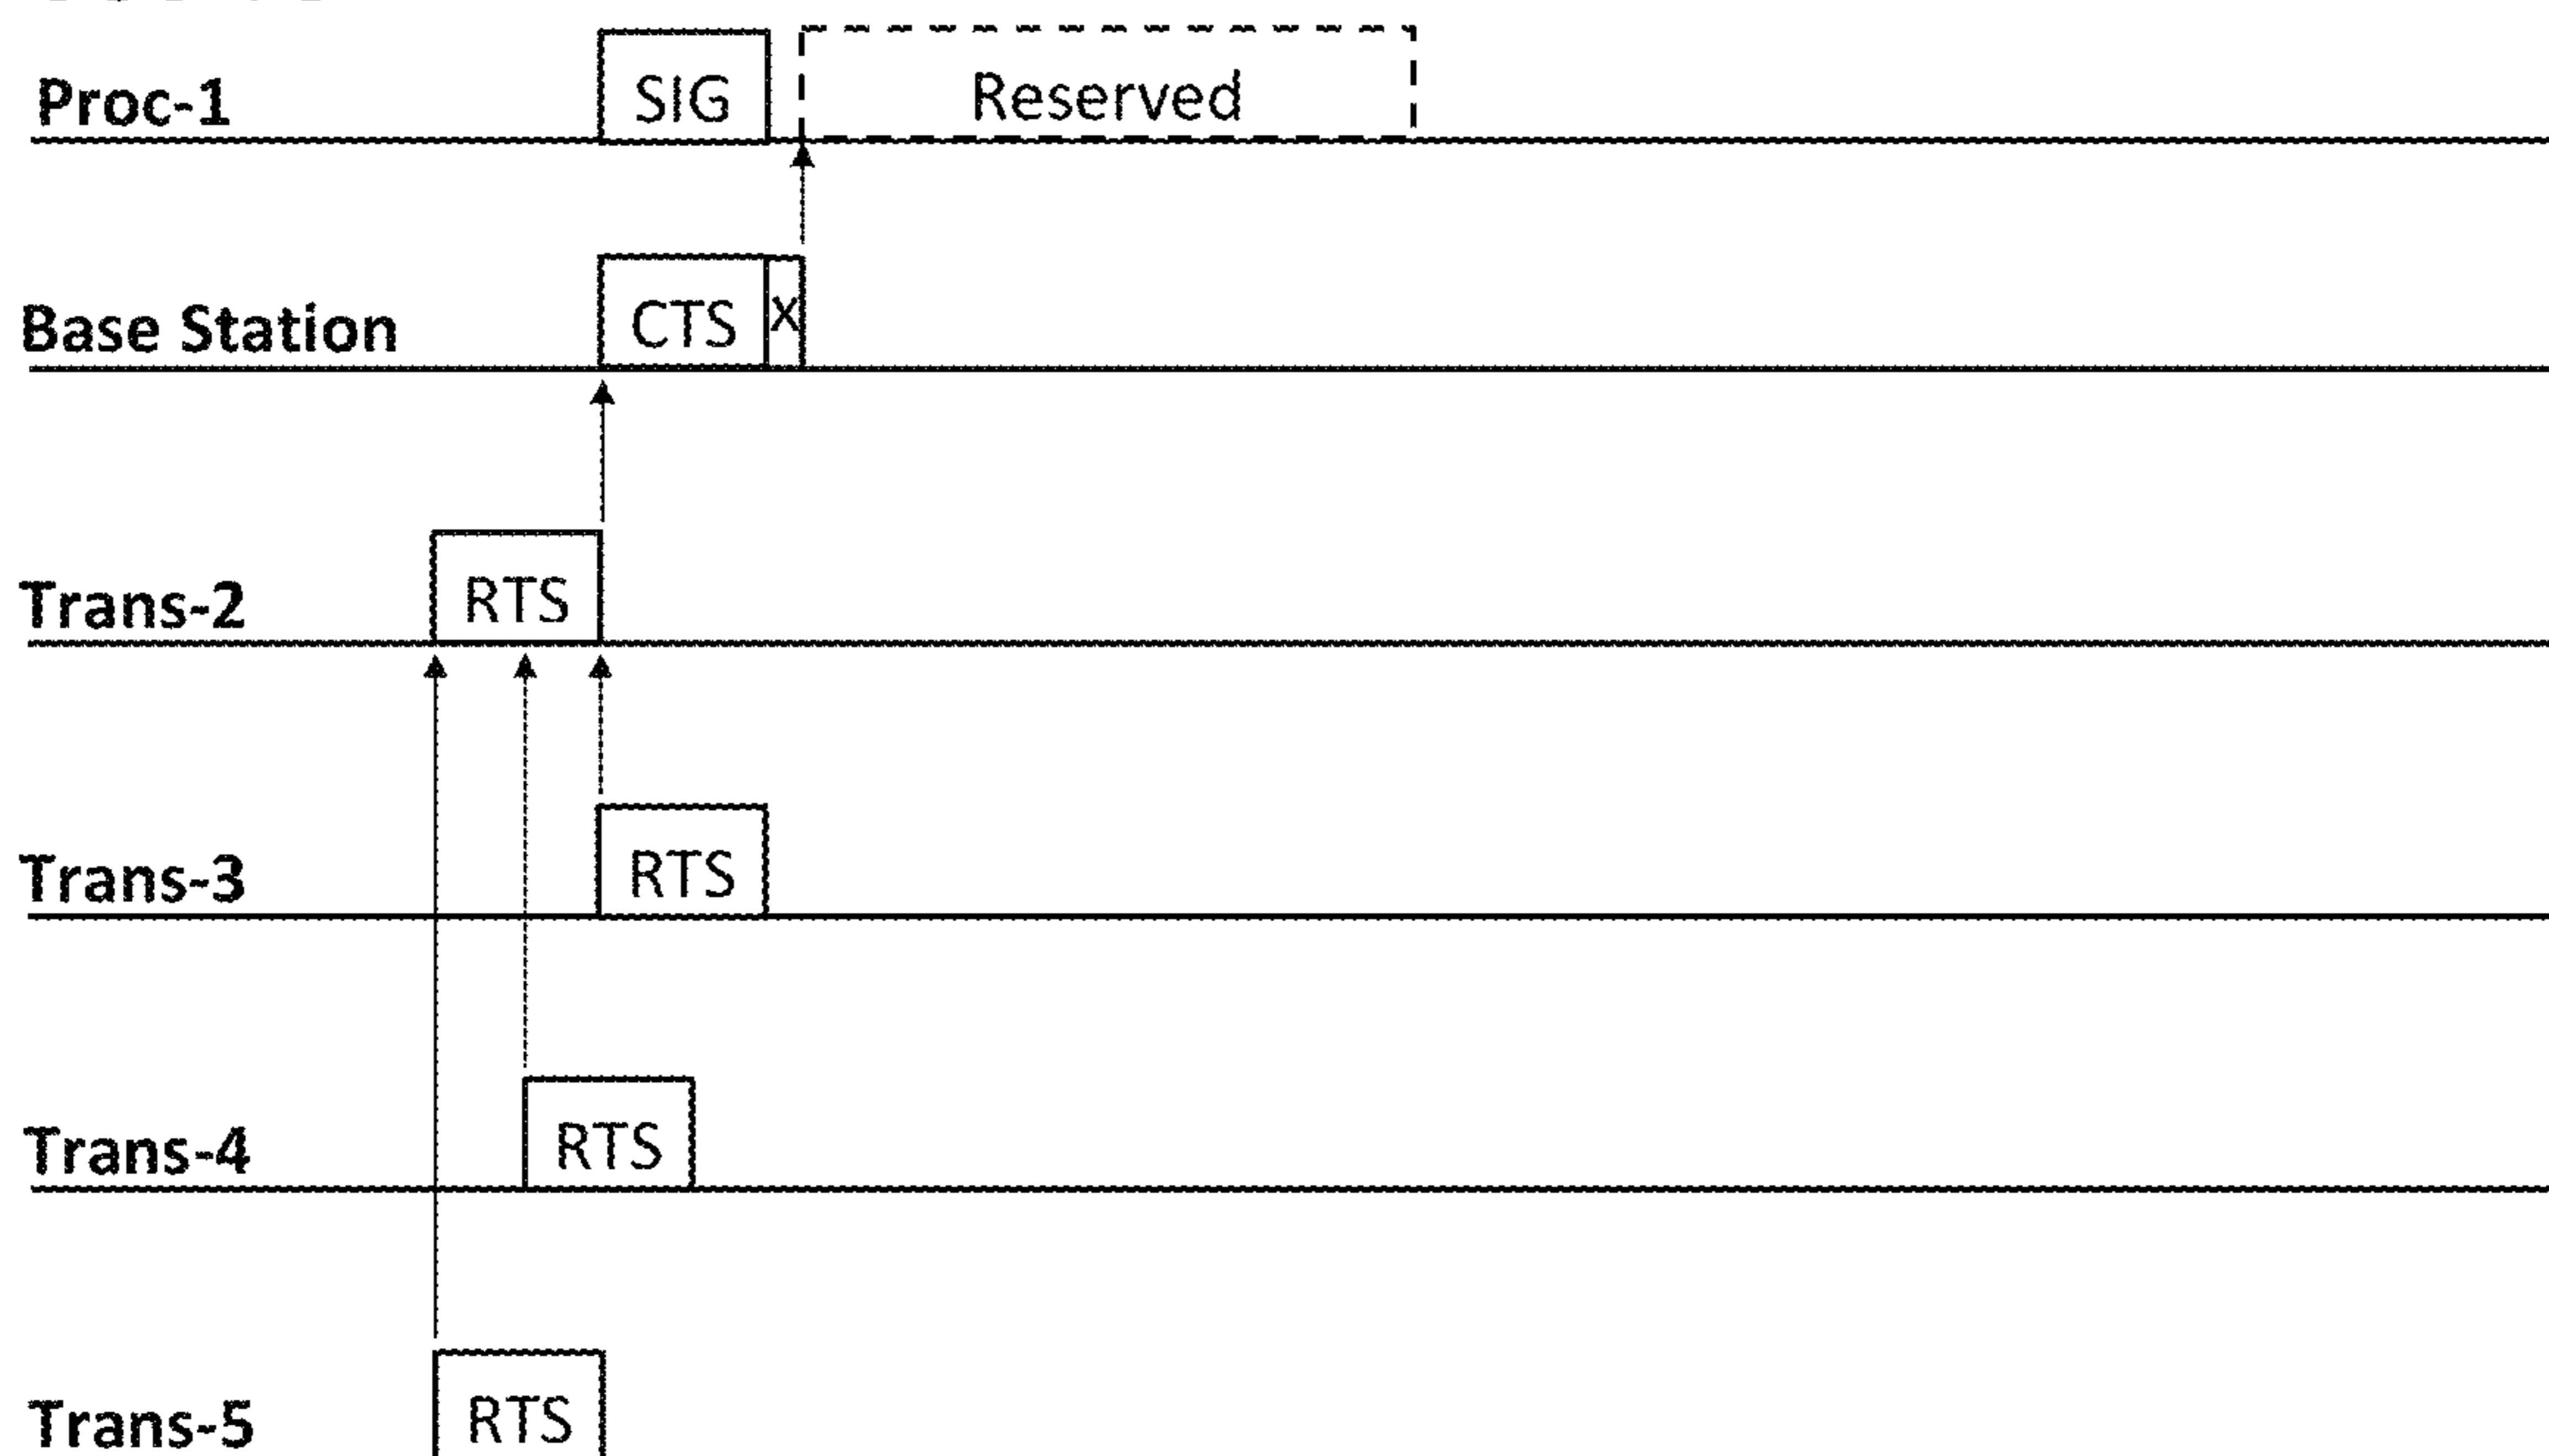 Proc-1 SIG Reserved
Base Station CTS X
Trans-2 RTS
Trans-3 RTS
Trans-4 RTS
Trans-5 RTS